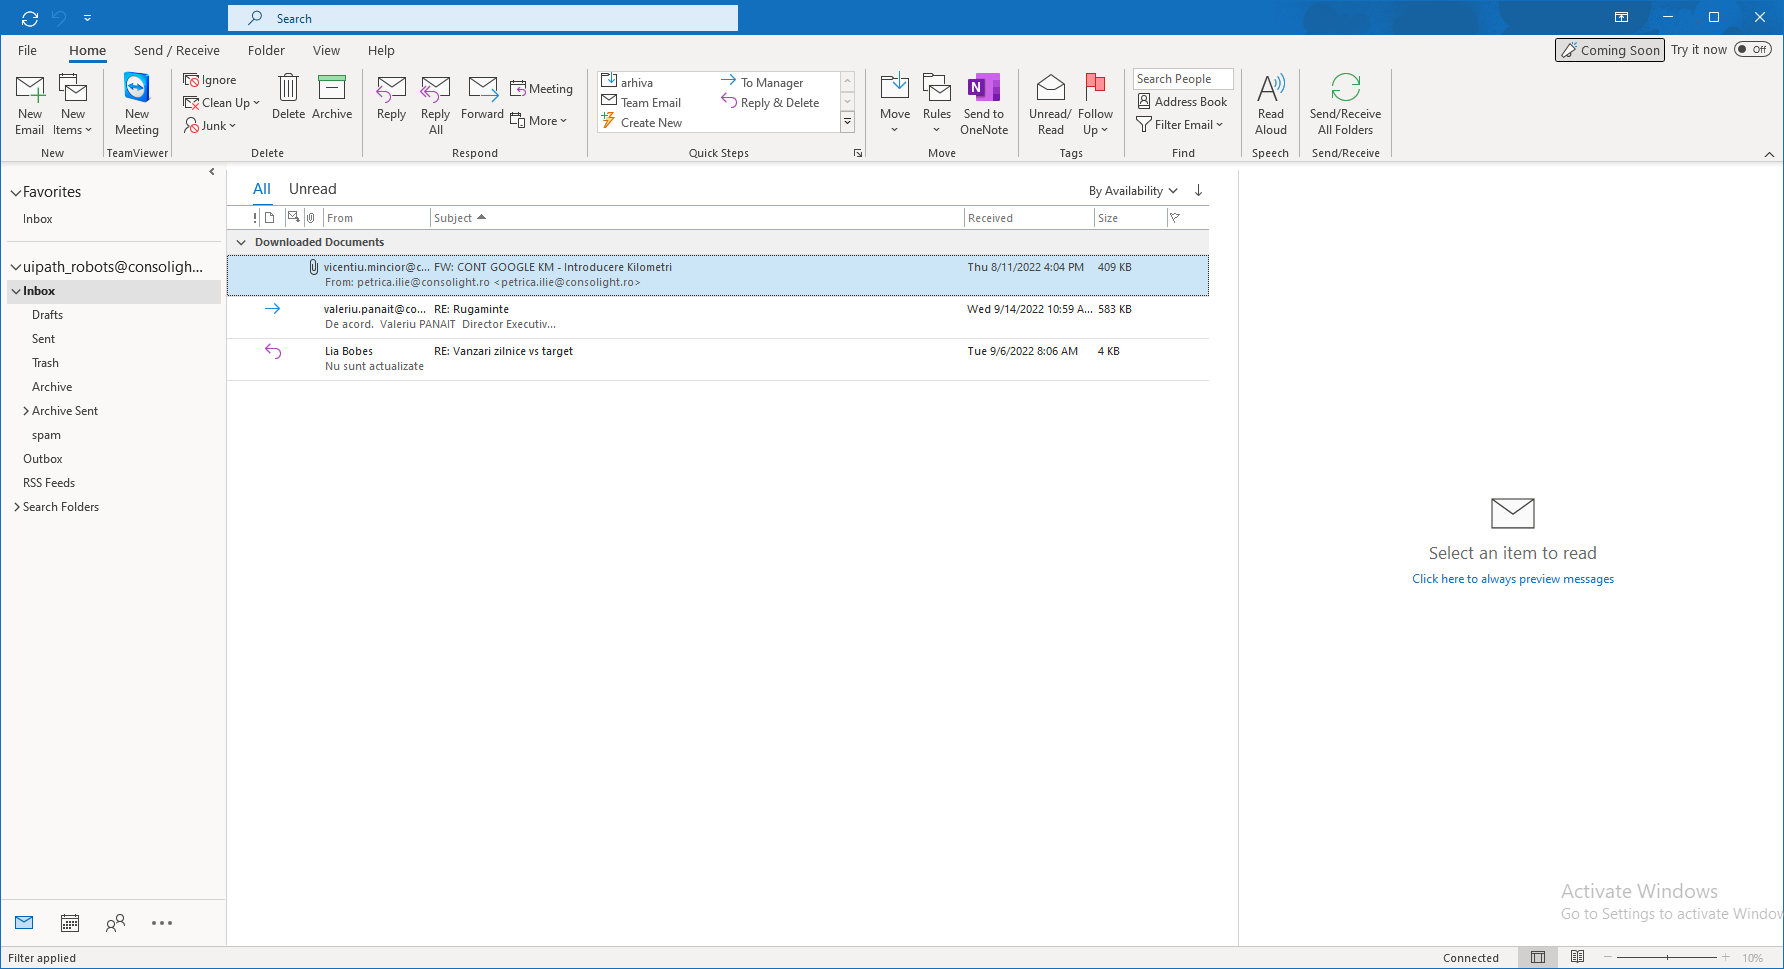 Search
File Home Send / Receive Folder View Help
Coming Soon Try it now Off
New Email
New Items
New
New Meeting
TeamViewer
Ignore
Clean Up
Junk
Delete
Archive
Delete
Reply
Reply All
Forward
Meeting
More
Respond
arhiva
Team Email
Create New
To Manager
Reply & Delete
Quick Steps
Move
Rules
Send to OneNote
Move
Unread/ Read
Follow Up
Tags
Search People
Address Book
Filter Email
Find
Read Aloud
Speech
Send/Receive All Folders
Send/Receive
Favorites
Inbox
uipath_robots@consoligh...
Inbox
Drafts
Sent
Trash
Archive
Archive Sent
spam
Outbox
RSS Feeds
Search Folders
All Unread
By Availability
! From Subject Received Size
Downloaded Documents
vicentiu.mincior@c... FW: CONT GOOGLE KM - Introducere Kilometri Thu 8/11/2022 4:04 PM 409 KB
From: petrica.ilie@consolight.ro <petrica.ilie@consolight.ro>
valeriu.panait@co... RE: Rugaminte Wed 9/14/2022 10:59 A... 583 KB
De acord. Valeriu PANAIT Director Executiv...
Lia Bobes RE: Vanzari zilnice vs target Tue 9/6/2022 8:06 AM 4 KB
Nu sunt actualizate
Select an item to read
Click here to always preview messages
Activate Windows
Go to Settings to activate Window
Filter applied
Connected
10%